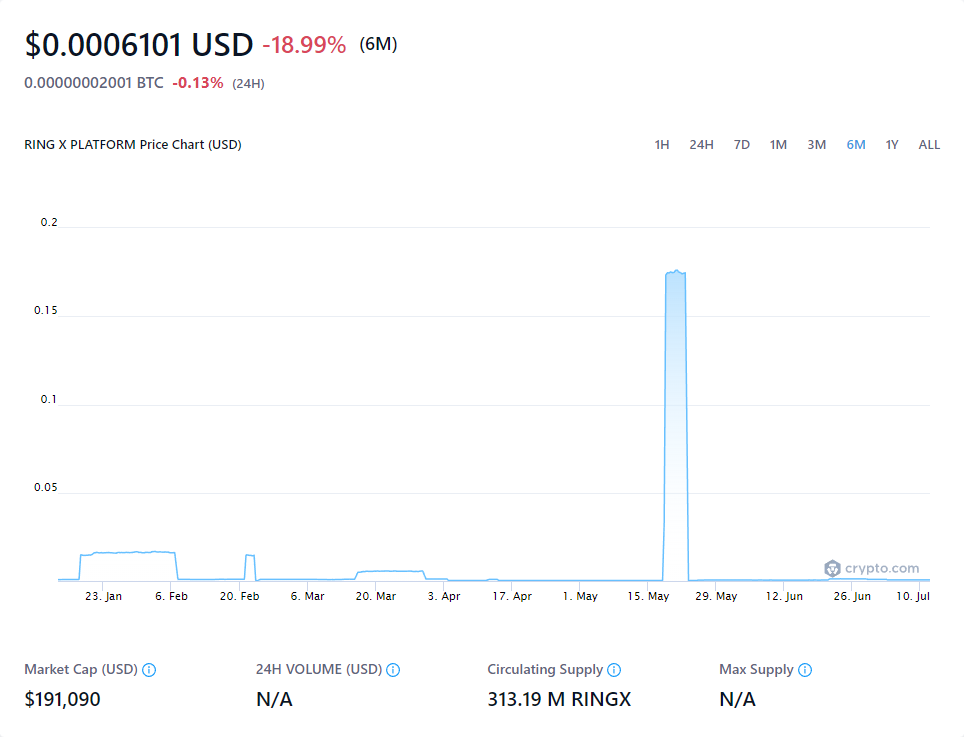 $0.0006101 USD -18.99% (6M)
0.00000002001 BTC -0.13% (24H)
RING X PLATFORM Price Chart (USD) 1H 24H 7D 1M 3M 6M 1Y ALL
0.2
0.15
0.1
0.05
crypto.com
23. Jan 6. Feb 20. Feb 6. Mar 20. Mar 3. Apr 17. Apr 1. May 15. May 29. May 12. Jun 26. Jun 10. Jul
Market Cap (USD) 24H VOLUME (USD) Circulating Supply Max Supply
$191,090 N/A 313.19 M RINGX N/A